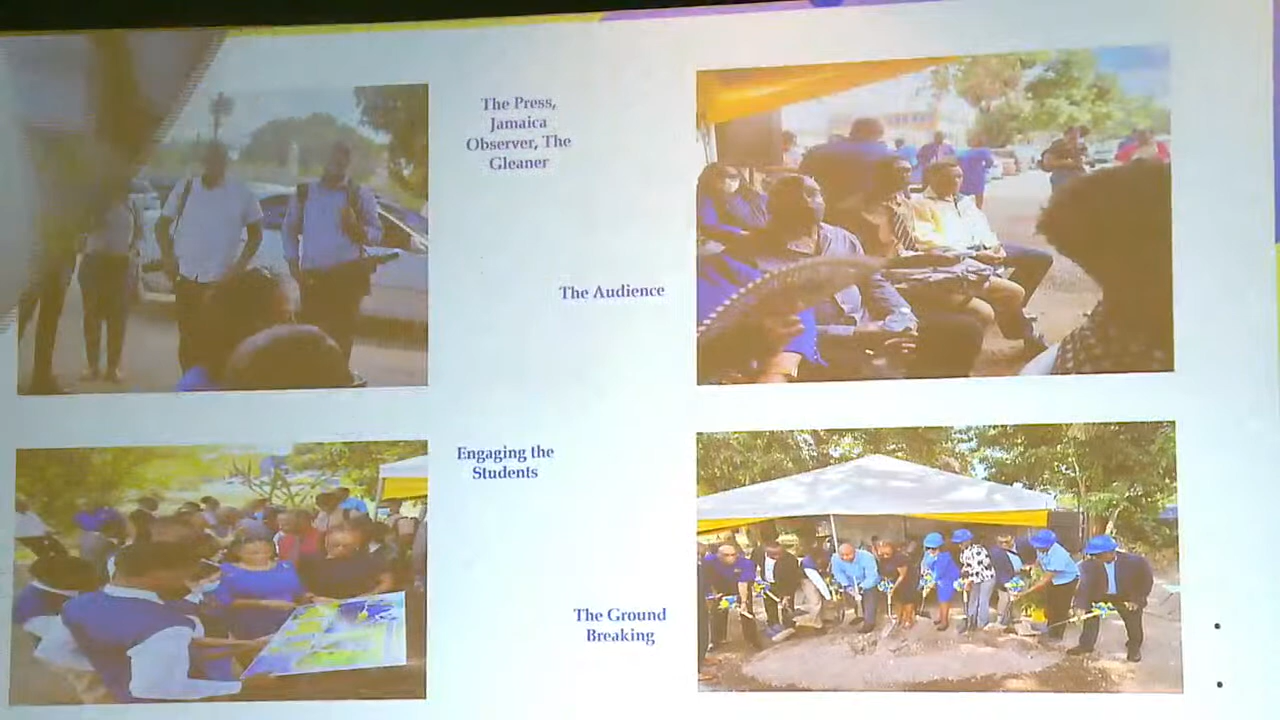 The Press,
Jamaica
Observer, The
Gleaner
The Audience
Engaging the
Students
The Ground
Breaking